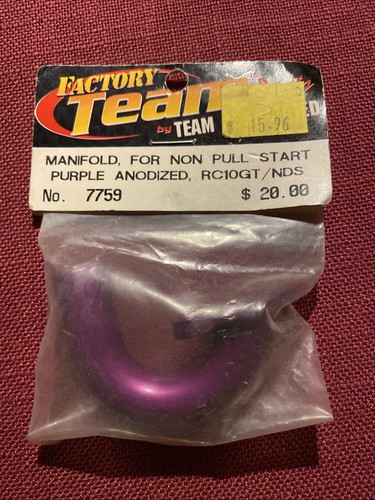 FACTORY
Team
by TEAM
$ 15.96
MANIFOLD, FOR NON PULL START
PURPLE ANODIZED, RC10GT/NDS
No. 7759 $ 20.00